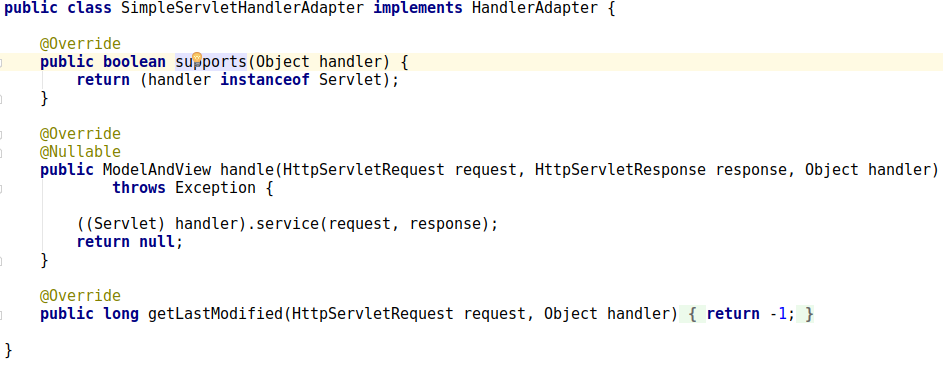 public class SimpleServletHandlerAdapter implements HandlerAdapter {
@Override
public boolean supports(Object handler) {
return (handler instanceof Servlet);
}
@Override
@Nullable
public ModelAndView handle(HttpServletRequest request, HttpServletResponse response, Object handler)
throws Exception {
((Servlet) handler).service(request, response);
return null;
}
@Override
public long getLastModified(HttpServletRequest request, Object handler) { return -1; }
}